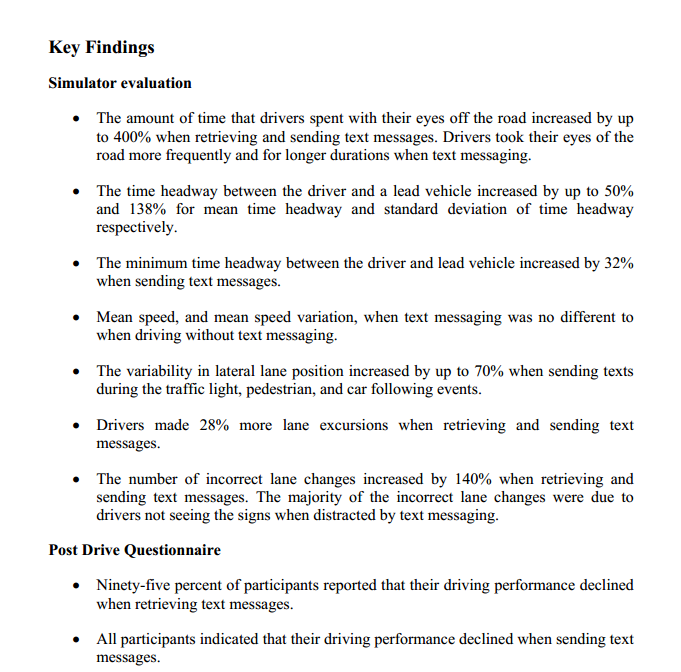 Key Findings
Simulator evaluation
• The amount of time that drivers spent with their eyes off the road increased by up
to 400% when retrieving and sending text messages. Drivers took their eyes of the
road more frequently and for longer durations when text messaging.
• The time headway between the driver and a lead vehicle increased by up to 50%
and 138% for mean time headway and standard deviation of time headway
respectively.
• The minimum time headway between the driver and lead vehicle increased by 32%
when sending text messages.
• Mean speed, and mean speed variation, when text messaging was no different to
when driving without text messaging.
• The variability in lateral lane position increased by up to 70% when sending texts
during the traffic light, pedestrian, and car following events.
• Drivers made 28% more lane excursions when retrieving and sending text
messages.
• The number of incorrect lane changes increased by 140% when retrieving and
sending text messages. The majority of the incorrect lane changes were due to
drivers not seeing the signs when distracted by text messaging.
Post Drive Questionnaire
• Ninety-five percent of participants reported that their driving performance declined
when retrieving text messages.
• All participants indicated that their driving performance declined when sending text
messages.